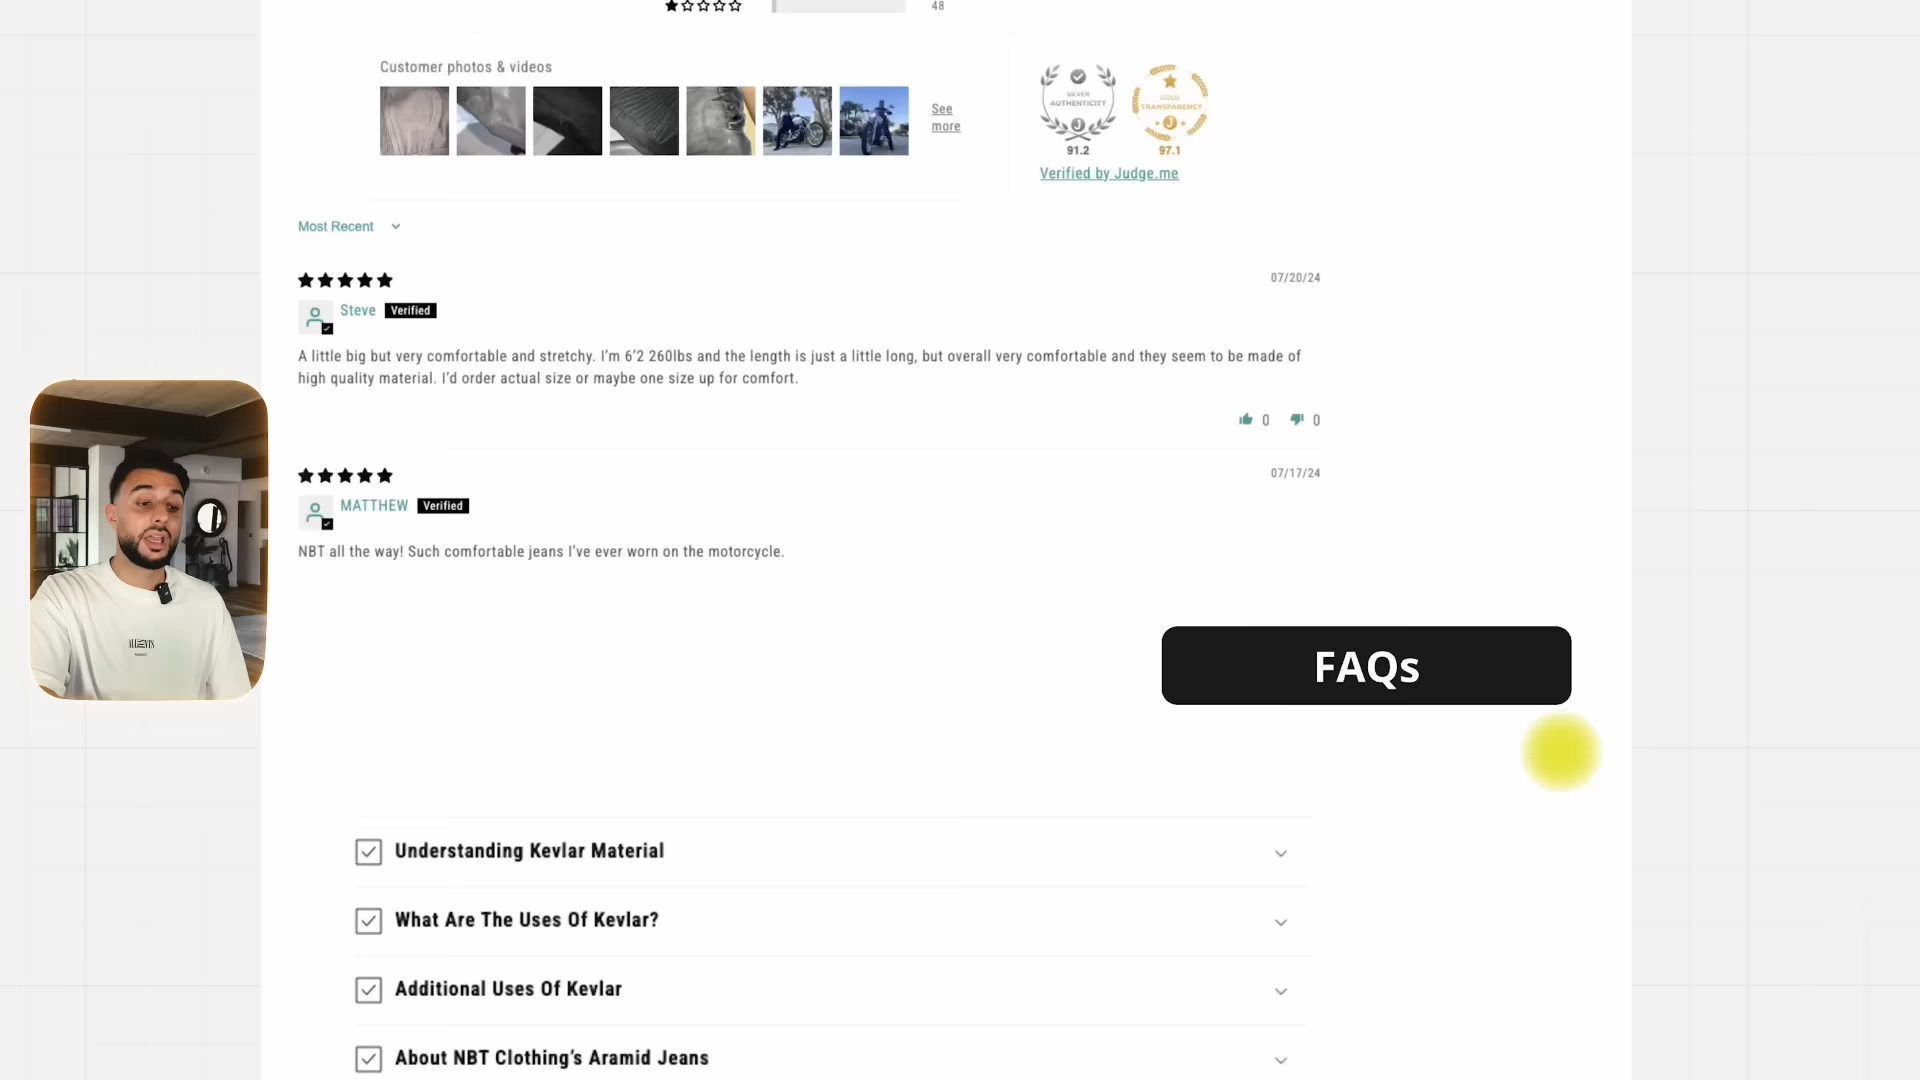 48
Customer photos & videos
See
more
SILVER
AUTHENTICITY
91.2
GOLD
TRANSPARENCY
97.1
Verified by Judge.me
Most Recent
07/20/24
Steve Verified
A little big but very comfortable and stretchy. I'm 6'2 260lbs and the length is just a little long, but overall very comfortable and they seem to be made of
high quality material. I'd order actual size or maybe one size up for comfort.
0 0
07/17/24
MATTHEW Verified
NBT all the way! Such comfortable jeans I've ever worn on the motorcycle.
FAQs
Understanding Kevlar Material
What Are The Uses Of Kevlar?
Additional Uses Of Kevlar
About NBT Clothing's Aramid Jeans